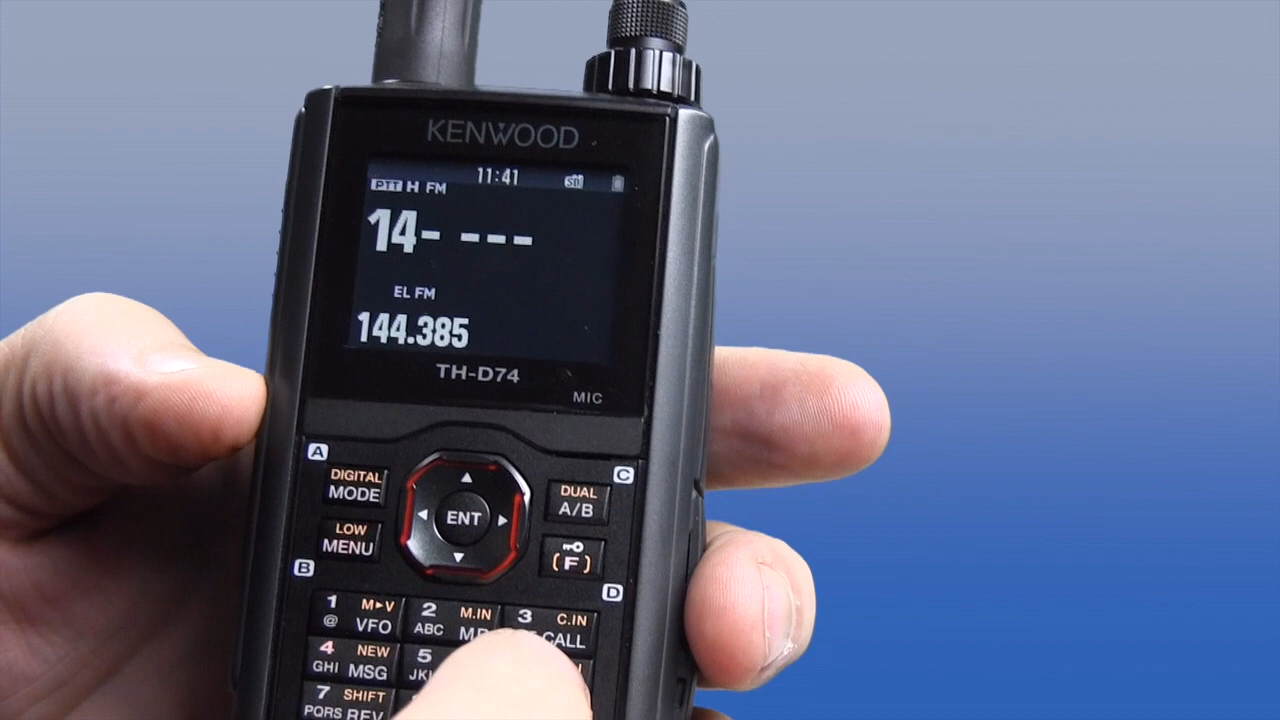 KENWOOD
11:41 SD
PTT H FM
14- ---
EL FM
144.385
TH-D74
MIC
A
C
DIGITAL
MODE
ENT
DUAL
A/B
LOW
MENU
F
B
D
1 M►V
@ VFO
2 M.IN
ABC
3 C.IN
CALL
4 NEW
GHI MSG
5
7 SHIFT
PQRS REV